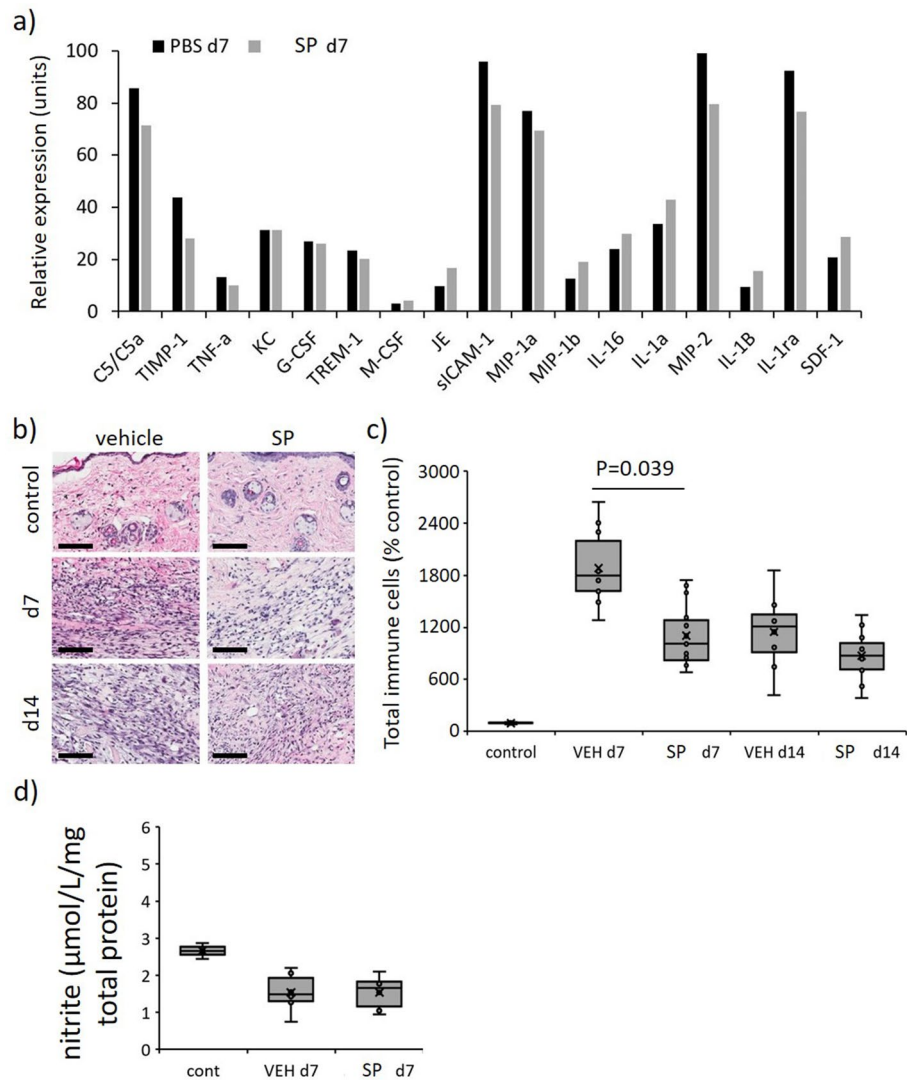 a)
PBS d7 SP d7
Relative expression (units)
100
80
60
40
20
0
C5/C5a
TIMP-1
TNF-a
KC
G-CSF
TREM-1
M-CSF
JE
sICAM-1
MIP-1a
MIP-1b
IL-16
IL-1a
MIP-2
IL-1B
IL-1ra
SDF-1
b)
vehicle SP
control
d7
d14
c)
Total immune cells (% control)
3000
2400
1800
1200
600
0
P=0.039
control VEH d7 SP d7 VEH d14 SP d14
d)
nitrite (µmol/L/mg
total protein)
6
5
4
3
2
1
0
cont VEH d7 SP d7